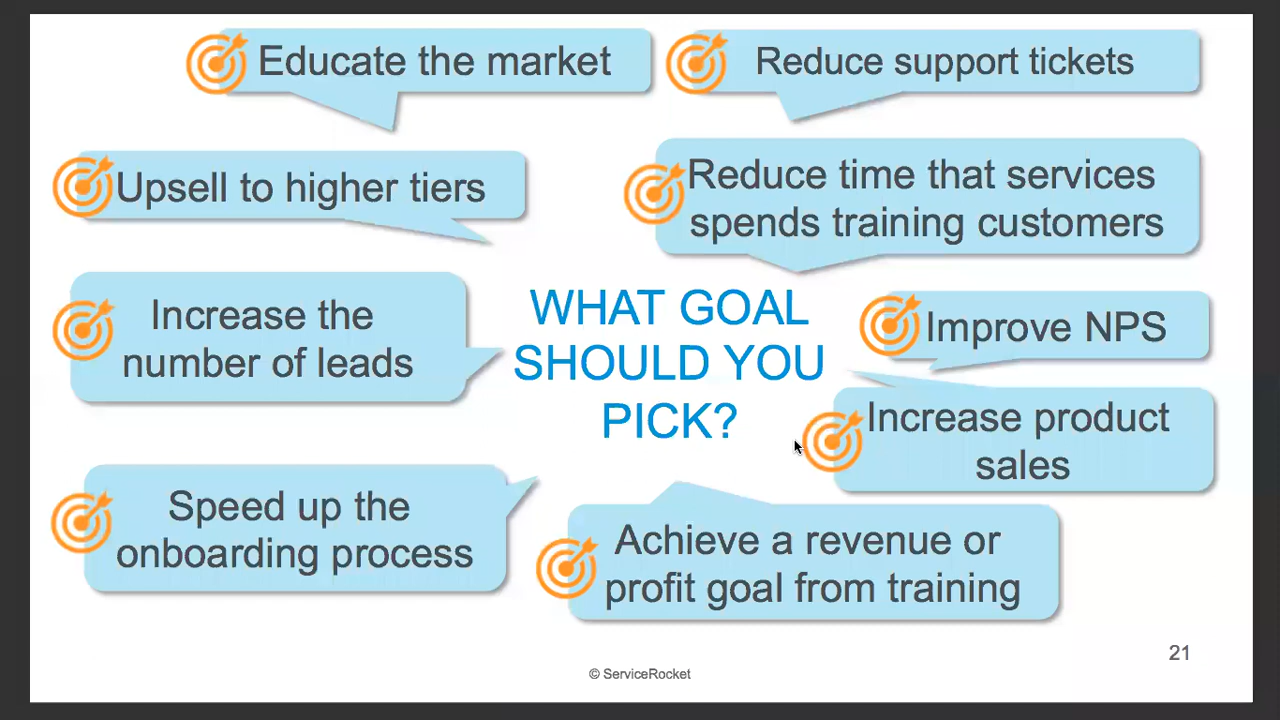 Educate the market
Reduce support tickets
Upsell to higher tiers
Reduce time that services
spends training customers
Increase the
number of leads
WHAT GOAL
SHOULD YOU
PICK?
Improve NPS
Increase product
sales
Speed up the
onboarding process
Achieve a revenue or
profit goal from training
21
© ServiceRocket